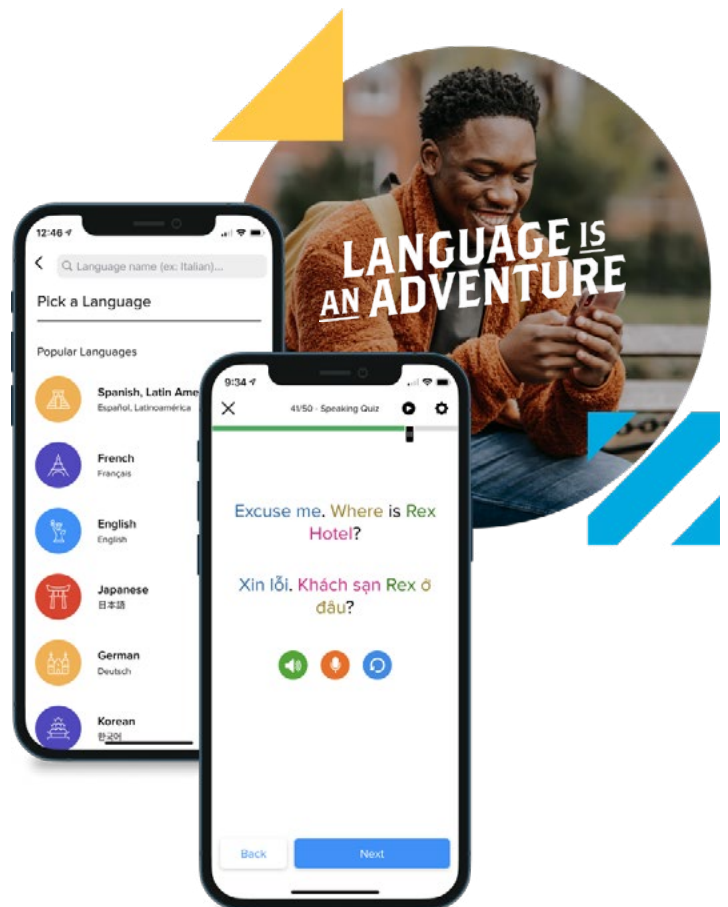 LANGUAGE IS
AN ADVENTURE
12:46
Language name (ex: Italian)...
Pick a Language
Popular Languages
Spanish, Latin Ame
Español, Latinoamérica
French
Français
English
English
Japanese
日本語
German
Deutsch
Korean
한국어
9:34
41/50 - Speaking Quiz
Excuse me. Where is Rex
Hotel?
Xin lỗi. Khách sạn Rex ở
đâu?
Back
Next